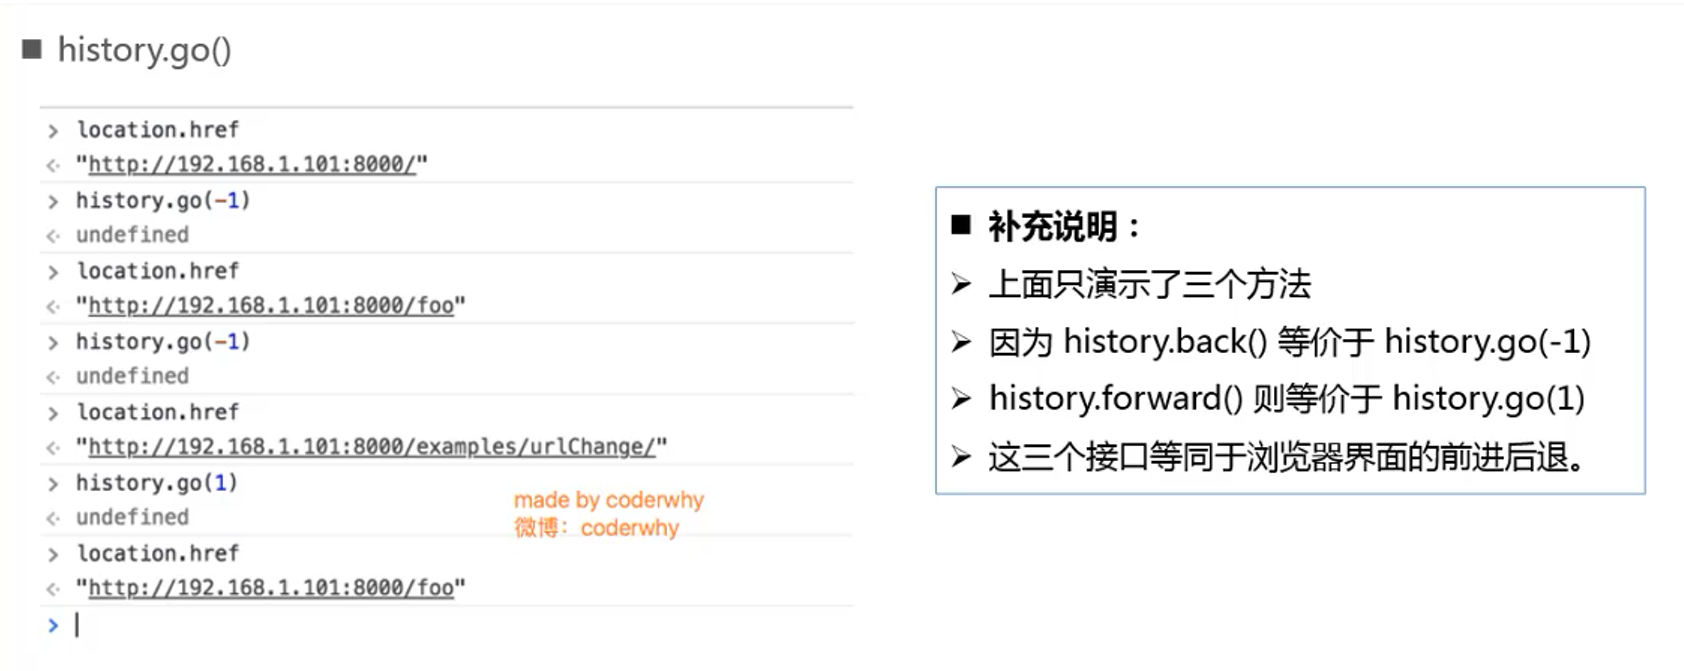 ■ history.go()
> location.href
<· "http://192.168.1.101:8000/"
> history.go(-1)
<· undefined
> location.href
<· "http://192.168.1.101:8000/foo"
> history.go(-1)
<· undefined
> location.href
<· "http://192.168.1.101:8000/examples/urlChange/"
> history.go(1)
<· undefined
> location.href
<· "http://192.168.1.101:8000/foo"
>
made by coderwhy
微博：coderwhy
■ 补充说明：
➢ 上面只演示了三个方法
➢ 因为 history.back() 等价于 history.go(-1)
➢ history.forward() 则等价于 history.go(1)
➢ 这三个接口等同于浏览器界面的前进后退。